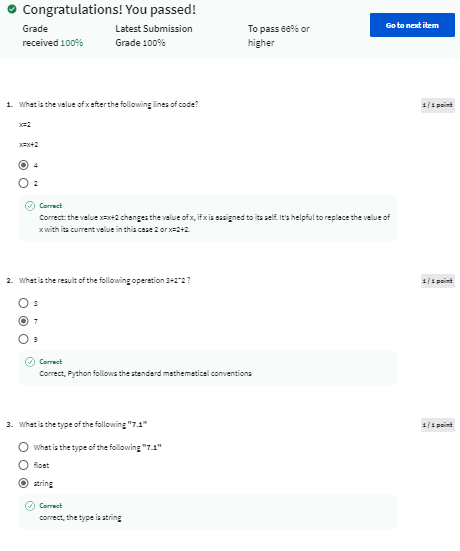 Congratulations! You passed!
Grade received 100%
Latest Submission Grade 100%
To pass 66% or higher
Go to next item
1. What is the value of x after the following lines of code?
1 / 1 point
x=2
x=x+2
4
2
Correct
Correct: the value x=x+2 changes the value of x, if x is assigned to its self. It's helpful to replace the value of
x with its current value in this case 2 or x=2+2.
2. What is the result of the following operation 3+2*2 ?
1 / 1 point
3
7
9
Correct
Correct, Python follows the standard mathematical conventions
3. What is the type of the following "7.1"
1 / 1 point
What is the type of the following "7.1"
float
string
Correct
correct, the type is string